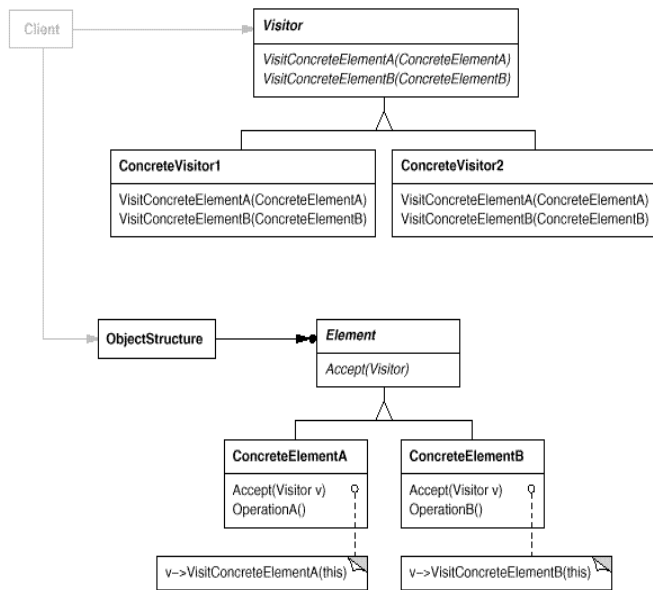 Client
Visitor
VisitConcreteElementA(ConcreteElementA)
VisitConcreteElementB(ConcreteElementB)
ConcreteVisitor1
VisitConcreteElementA(ConcreteElementA)
VisitConcreteElementB(ConcreteElementB)
ConcreteVisitor2
VisitConcreteElementA(ConcreteElementA)
VisitConcreteElementB(ConcreteElementB)
ObjectStructure
Element
Accept(Visitor)
ConcreteElementA
Accept(Visitor v)
OperationA()
ConcreteElementB
Accept(Visitor v)
OperationB()
v–>VisitConcreteElementA(this)
v–>VisitConcreteElementB(this)